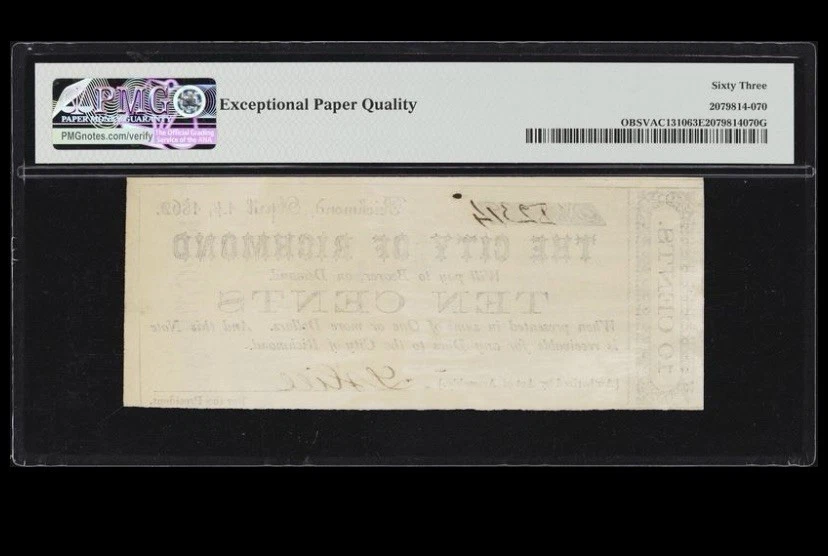 PMG
PAPER MONEY GUARANTY
PMGnotes.com/verify
The Official Grading
Service of the ANA
Exceptional Paper Quality
Sixty Three
2079814-070
OBSVAC131063E2079814070G
Richmond, April 14, 1862.
THE CITY OF RICHMOND
Will pay to Bearer on Demand
TEN CENTS
When presented in sums of One or more Dollars. And this Note
is receivable for any Dues to the City of Richmond.
For the President.